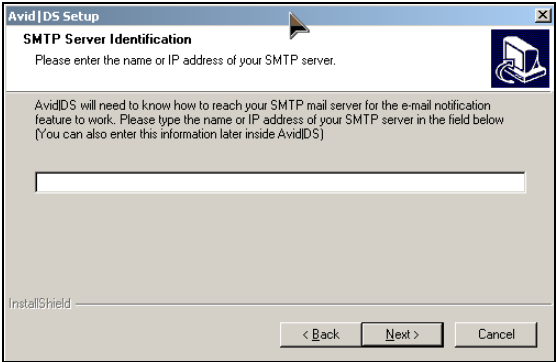 Avid|DS Setup
SMTP Server Identification
Please enter the name or IP address of your SMTP server.
Avid|DS will need to know how to reach your SMTP mail server for the e-mail notification
feature to work. Please type the name or IP address of your SMTP server in the field below
(You can also enter this information later inside Avid|DS)
InstallShield
< Back
Next >
Cancel